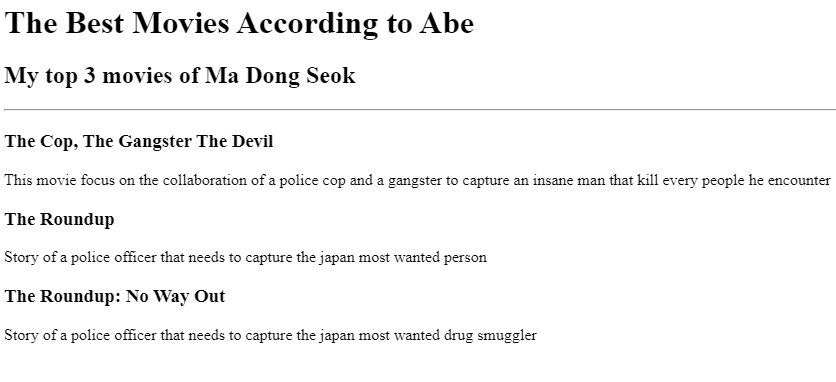 The Best Movies According to Abe
My top 3 movies of Ma Dong Seok
The Cop, The Gangster The Devil
This movie focus on the collaboration of a police cop and a gangster to capture an insane man that kill every people he encounter
The Roundup
Story of a police officer that needs to capture the japan most wanted person
The Roundup: No Way Out
Story of a police officer that needs to capture the japan most wanted drug smuggler